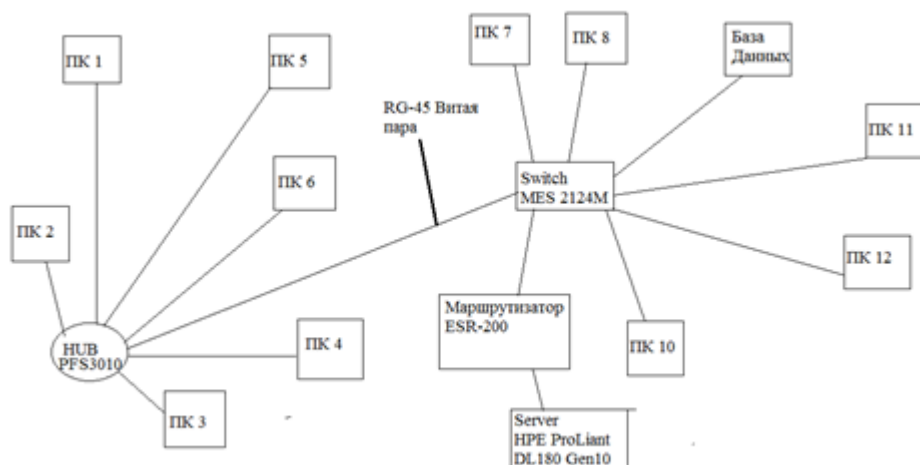 ПК 7
ПК 8
База
Данных
ПК 1
ПК 5
RG-45 Витая
пара
ПК 11
Switch
MES 2124M
ПК 6
ПК 2
ПК 12
Маршрутизатор
ESR-200
HUB
PFS3010
ПК 4
ПК 10
ПК 3
Server
HPE ProLiant
DL180 Gen10